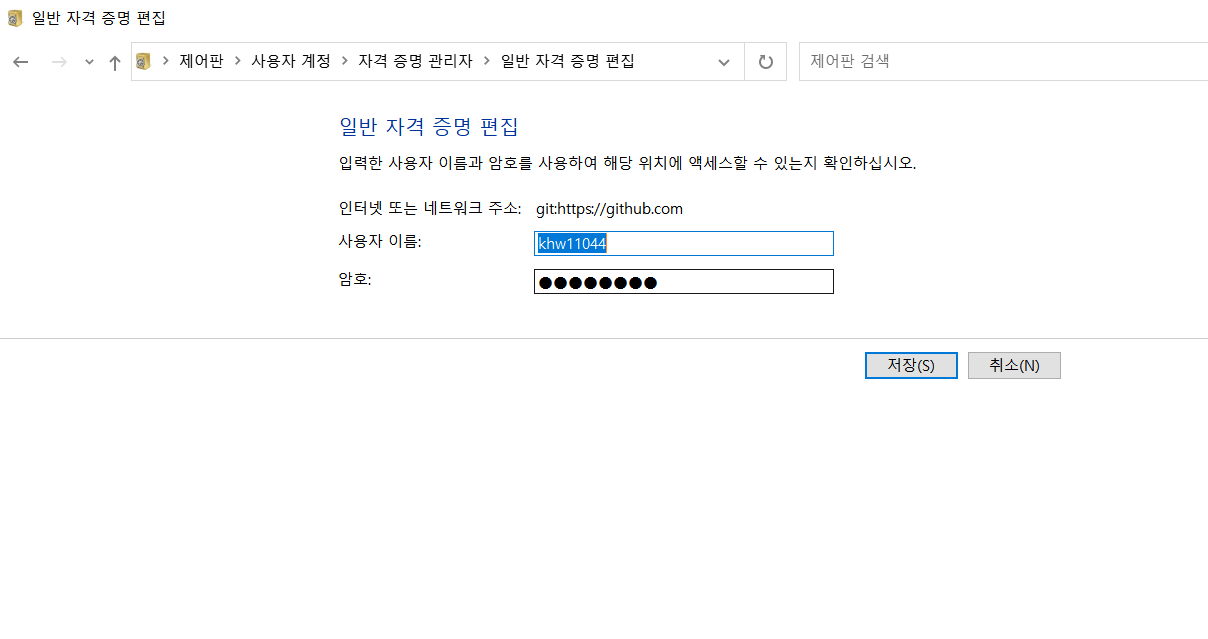 일반 자격 증명 편집
제어판 사용자 계정 자격 증명 관리자 일반 자격 증명 편집 제어판 검색
일반 자격 증명 편집
입력한 사용자 이름과 암호를 사용하여 해당 위치에 액세스할 수 있는지 확인하십시오.
인터넷 또는 네트워크 주소: git:https://github.com
사용자 이름: khw11044
암호: ●●●●●●●●
저장(S) 취소(N)